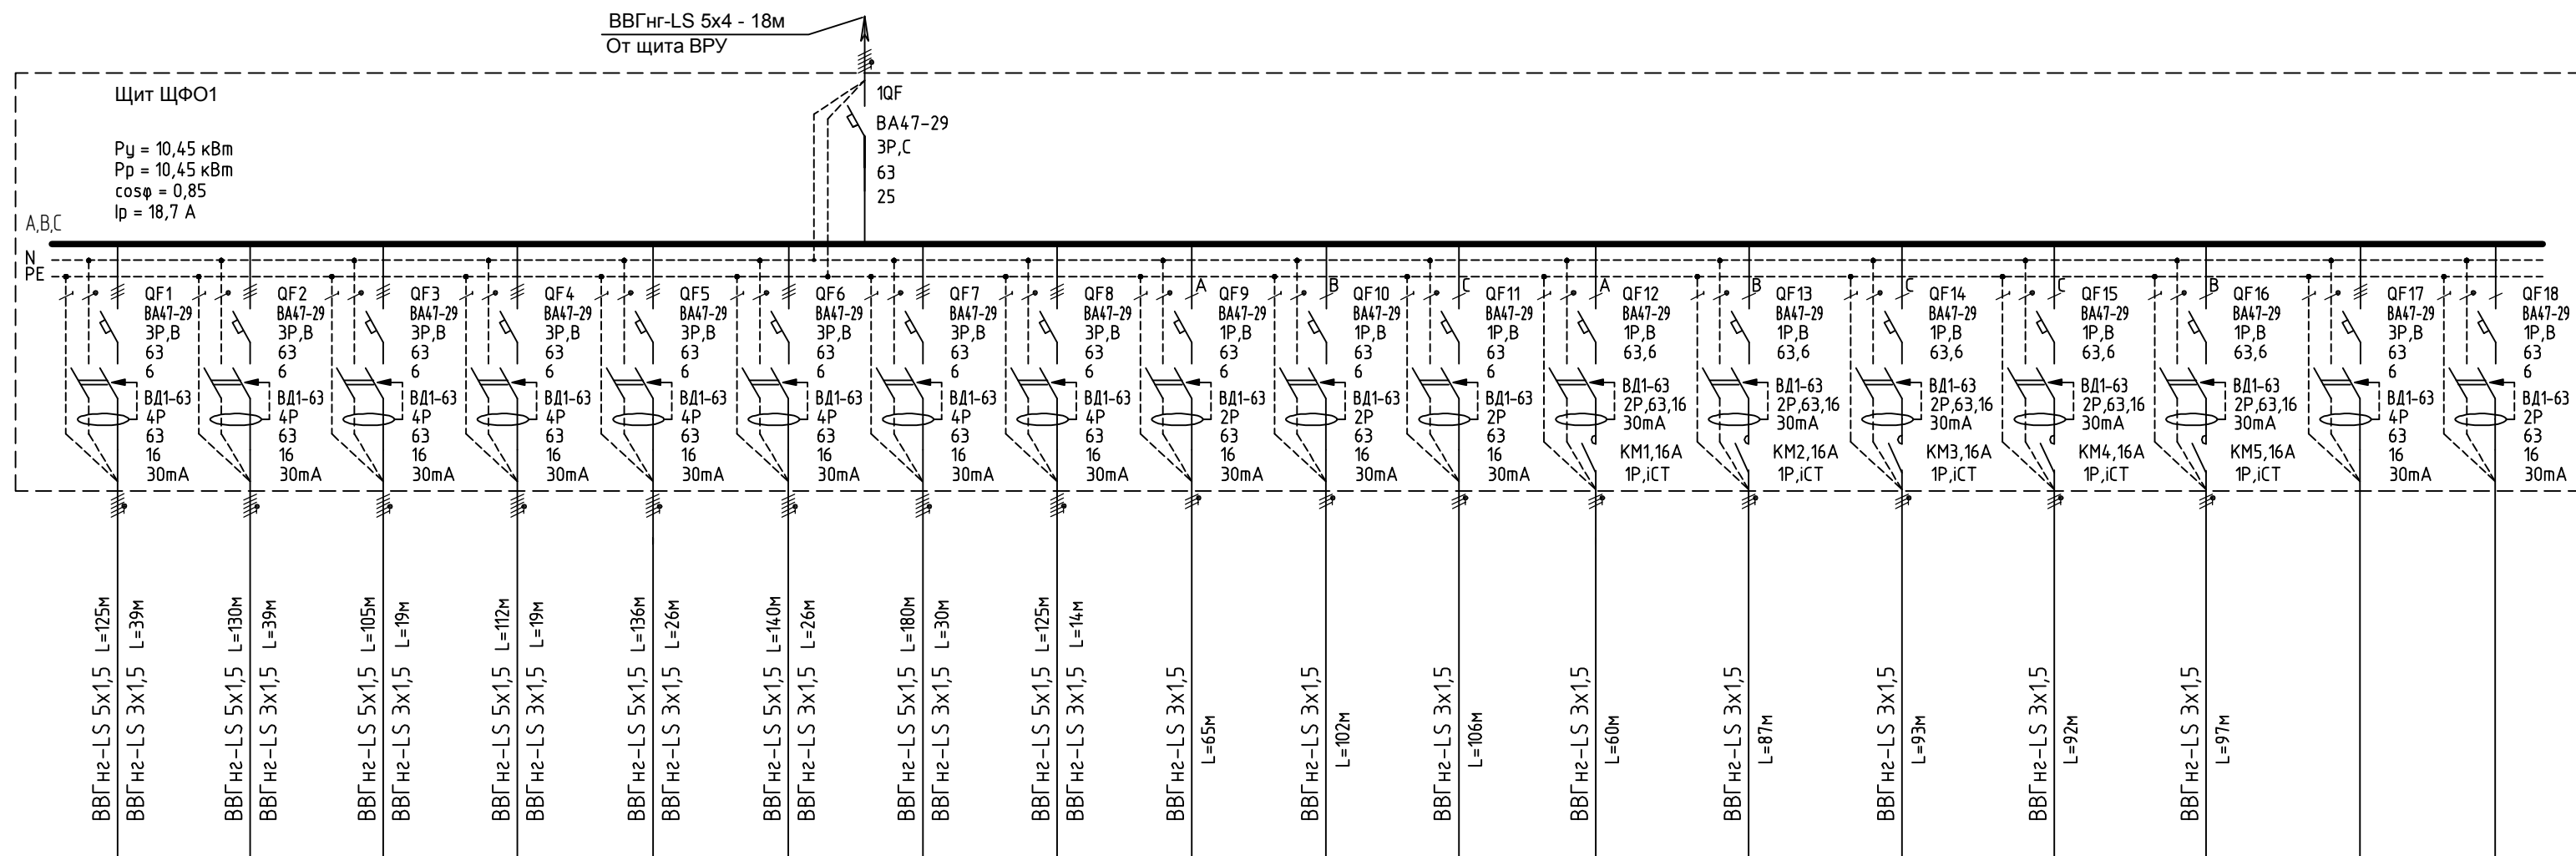 ВВГнг-LS 5х4 - 18м
От щита ВРУ
Щит ЩФО1
Ру = 10,45 кВт
Рр = 10,45 кВт
cosφ = 0,85
Iр = 18,7 А
1QF
ВА47-29
3Р,С
63
25
А,В,С
N
PE
QF1
ВА47-29
3Р,В
63
6
ВД1-63
4Р
63
16
30mA
QF2
ВА47-29
3Р,В
63
6
ВД1-63
4Р
63
16
30mA
QF3
ВА47-29
3Р,В
63
6
ВД1-63
4Р
63
16
30mA
QF4
ВА47-29
3Р,В
63
6
ВД1-63
4Р
63
16
30mA
QF5
ВА47-29
3Р,В
63
6
ВД1-63
4Р
63
16
30mA
QF6
ВА47-29
3Р,В
63
6
ВД1-63
4Р
63
16
30mA
QF7
ВА47-29
3Р,В
63
6
ВД1-63
4Р
63
16
30mA
QF8
ВА47-29
3Р,В
63
6
ВД1-63
4Р
63
16
30mA
А
QF9
ВА47-29
1Р,В
63
6
ВД1-63
2Р
63
16
30mA
В
QF10
ВА47-29
1Р,В
63
6
ВД1-63
2Р
63
16
30mA
С
QF11
ВА47-29
1Р,В
63
6
ВД1-63
2Р
63
16
30mA
А
QF12
ВА47-29
1Р,В
63,6
ВД1-63
2Р,63,16
30mA
КМ1,16А
1Р,iCT
В
QF13
ВА47-29
1Р,В
63,6
ВД1-63
2Р,63,16
30mA
КМ2,16А
1Р,iCT
С
QF14
ВА47-29
1Р,В
63,6
ВД1-63
2Р,63,16
30mA
КМ3,16А
1Р,iCT
С
QF15
ВА47-29
1Р,В
63,6
ВД1-63
2Р,63,16
30mA
КМ4,16А
1Р,iCT
В
QF16
ВА47-29
1Р,В
63,6
ВД1-63
2Р,63,16
30mA
КМ5,16А
1Р,iCT
QF17
ВА47-29
3Р,В
63
6
ВД1-63
4Р
63
16
30mA
QF18
ВА47-29
1Р,В
63
6
ВД1-63
2Р
63
16
30mA
ВВГнг-LS 5х1,5 L=125м
ВВГнг-LS 3х1,5 L=39м
ВВГнг-LS 5х1,5 L=130м
ВВГнг-LS 3х1,5 L=39м
ВВГнг-LS 5х1,5 L=105м
ВВГнг-LS 3х1,5 L=19м
ВВГнг-LS 5х1,5 L=112м
ВВГнг-LS 3х1,5 L=19м
ВВГнг-LS 5х1,5 L=136м
ВВГнг-LS 3х1,5 L=26м
ВВГнг-LS 5х1,5 L=140м
ВВГнг-LS 3х1,5 L=26м
ВВГнг-LS 5х1,5 L=180м
ВВГнг-LS 3х1,5 L=30м
ВВГнг-LS 5х1,5 L=125м
ВВГнг-LS 3х1,5 L=14м
ВВГнг-LS 3х1,5
L=65м
ВВГнг-LS 3х1,5
L=102м
ВВГнг-LS 3х1,5
L=106м
ВВГнг-LS 3х1,5
L=60м
ВВГнг-LS 3х1,5
L=87м
ВВГнг-LS 3х1,5
L=93м
ВВГнг-LS 3х1,5
L=92м
ВВГнг-LS 3х1,5
L=97м